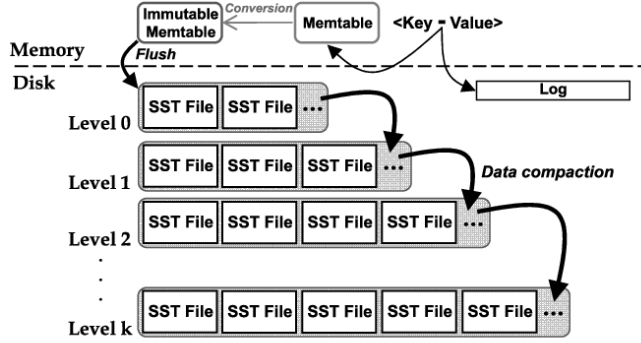 Immutable
Memtable
Conversion
Memtable
<Key - Value>
Memory
Flush
Disk
Log
SST File SST File ...
Level 0
SST File SST File SST File ...
Level 1
Data compaction
SST File SST File SST File SST File ...
Level 2
SST File SST File SST File SST File SST File ...
Level k